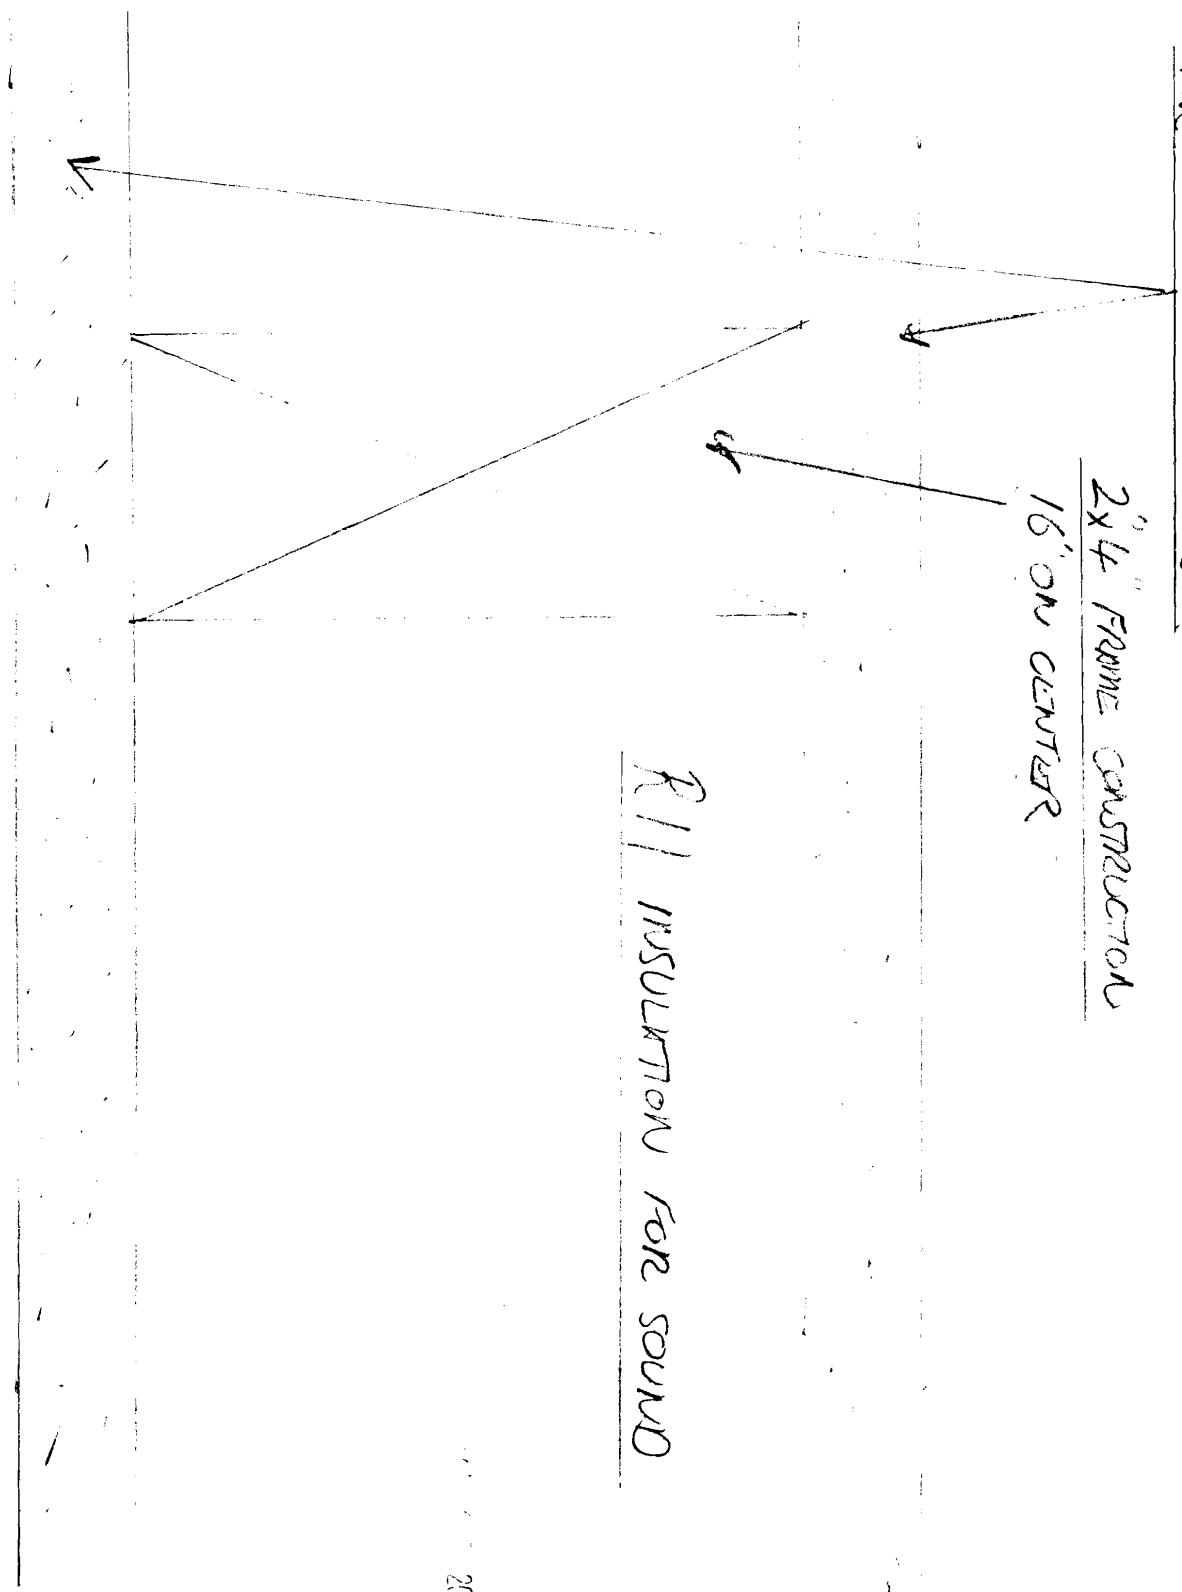 2"x4" FRAME CONSTRUCTION
16" ON CENTER
R11 INSULATION FOR SOUND